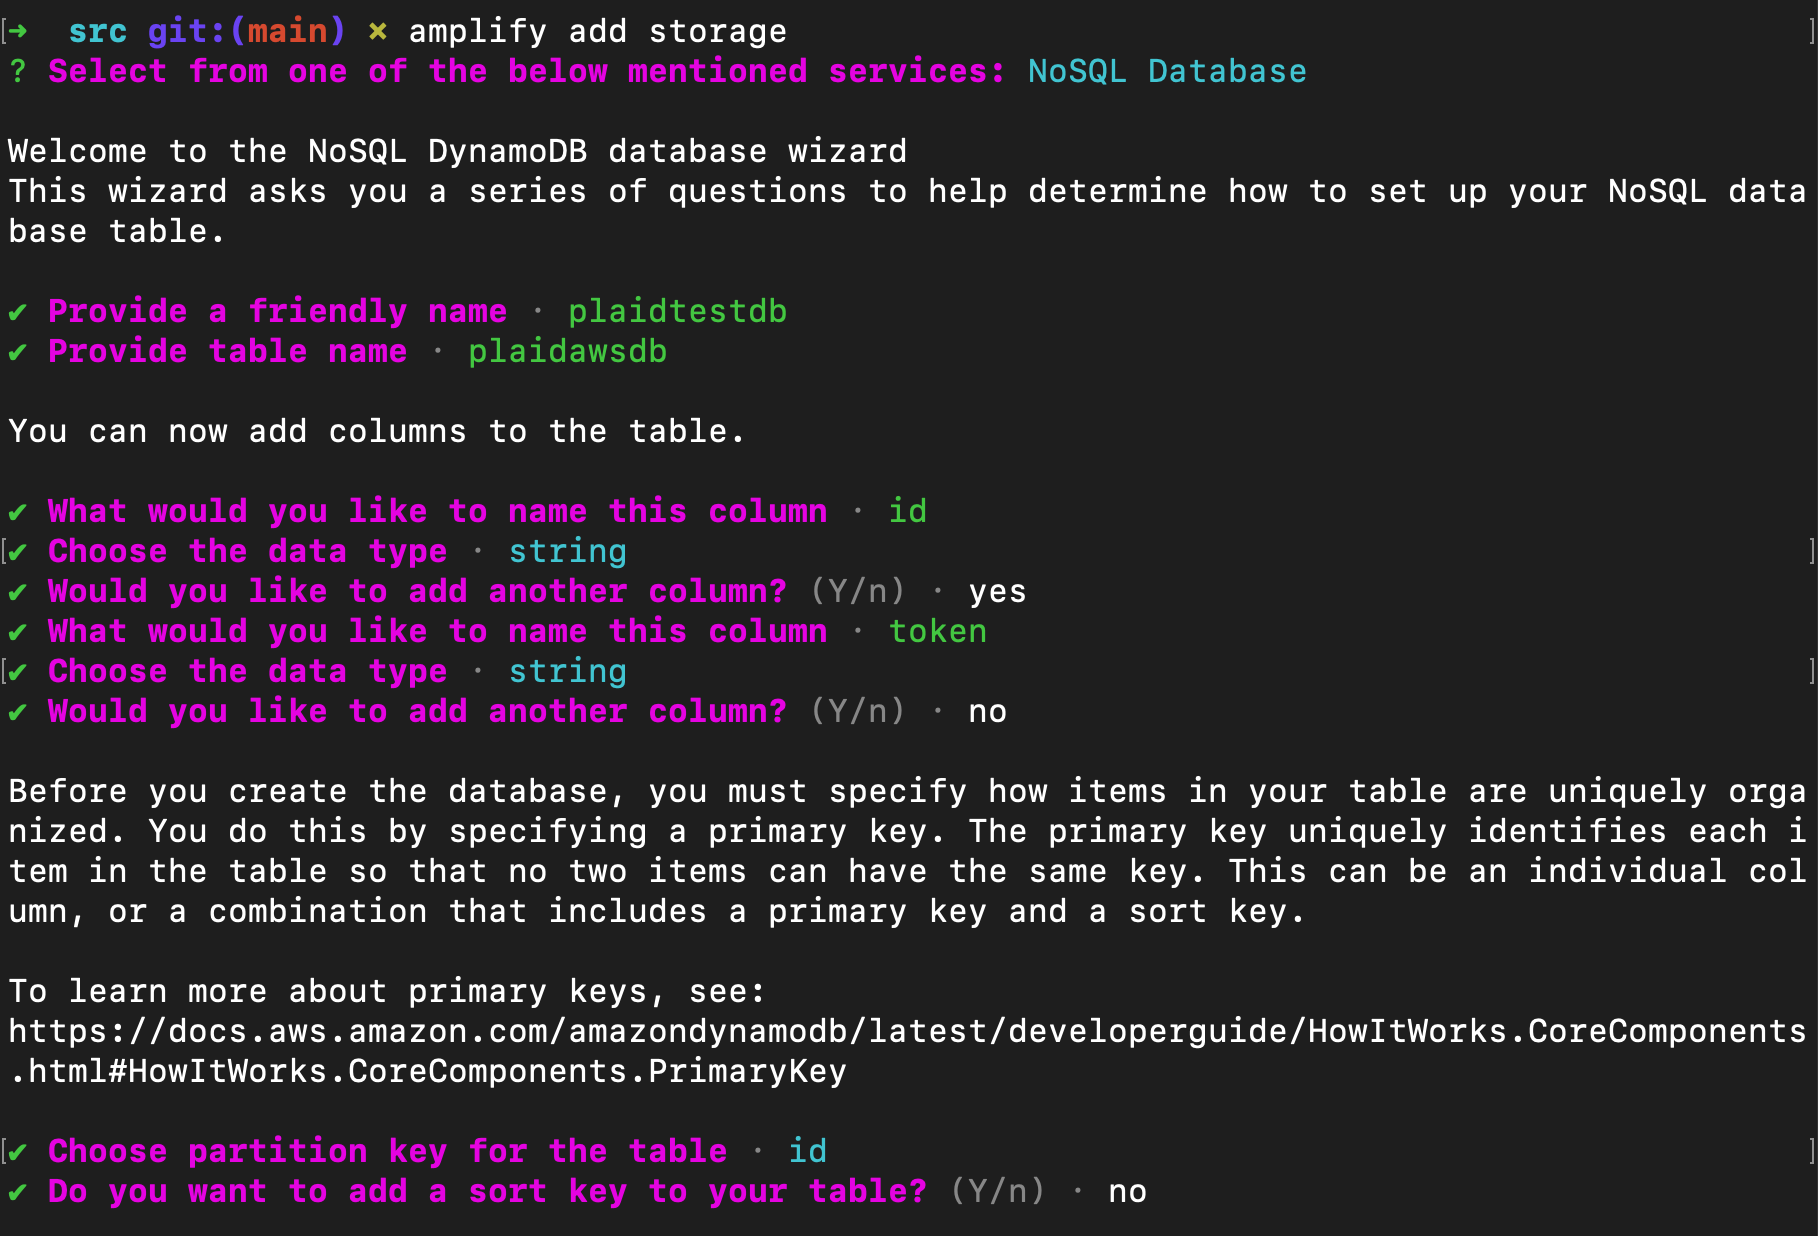 ➜  src git:(main) ✖ amplify add storage
? Select from one of the below mentioned services: NoSQL Database
Welcome to the NoSQL DynamoDB database wizard
This wizard asks you a series of questions to help determine how to set up your NoSQL data
base table.
✔ Provide a friendly name · plaidtestdb
✔ Provide table name · plaidawsdb
You can now add columns to the table.
✔ What would you like to name this column · id
✔ Choose the data type · string
✔ Would you like to add another column? (Y/n) · yes
✔ What would you like to name this column · token
✔ Choose the data type · string
✔ Would you like to add another column? (Y/n) · no
Before you create the database, you must specify how items in your table are uniquely orga
nized. You do this by specifying a primary key. The primary key uniquely identifies each i
tem in the table so that no two items can have the same key. This can be an individual col
umn, or a combination that includes a primary key and a sort key.
To learn more about primary keys, see:
https://docs.aws.amazon.com/amazondynamodb/latest/developerguide/HowItWorks.CoreComponents
.html#HowItWorks.CoreComponents.PrimaryKey
✔ Choose partition key for the table · id
✔ Do you want to add a sort key to your table? (Y/n) · no